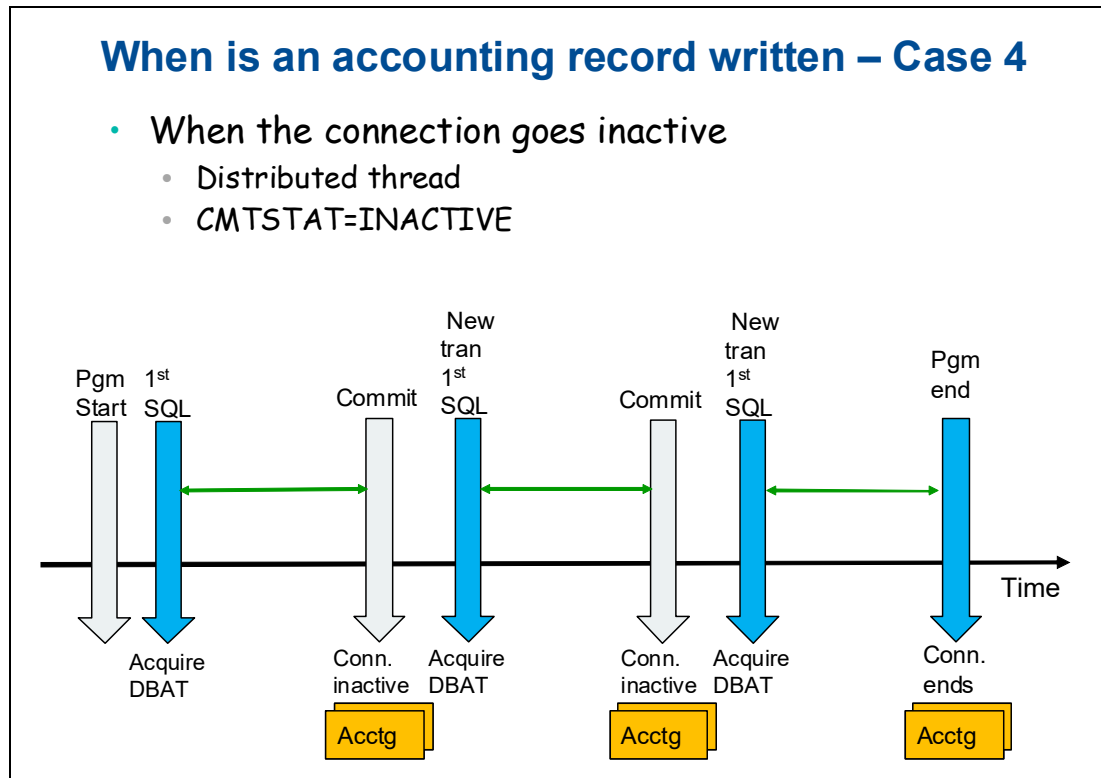 When is an accounting record written – Case 4
• When the connection goes inactive
• Distributed thread
• CMTSTAT=INACTIVE
Pgm
Start
1st
SQL
Commit
New
tran
1st
SQL
Commit
New
tran
1st
SQL
Pgm
end
Time
Acquire
DBAT
Conn.
inactive
Acctg
Acquire
DBAT
Conn.
inactive
Acctg
Acquire
DBAT
Conn.
ends
Acctg